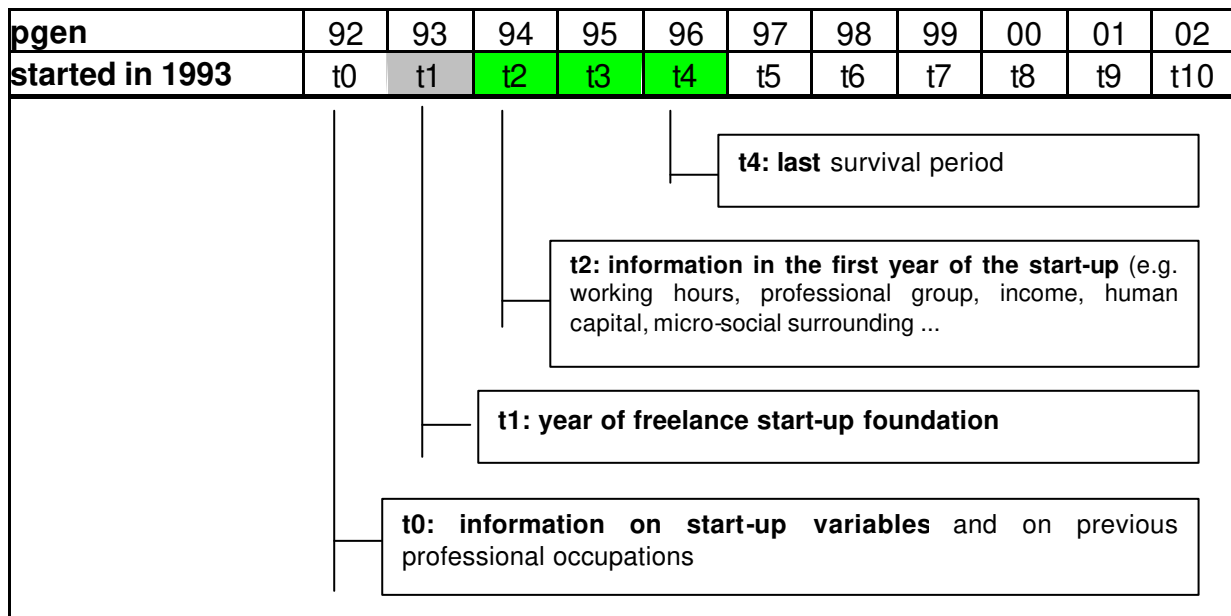 pgen 92 93 94 95 96 97 98 99 00 01 02
started in 1993 t0 t1 t2 t3 t4 t5 t6 t7 t8 t9 t10
t4: last survival period
t2: information in the first year of the start-up (e.g.
working hours, professional group, income, human
capital, micro-social surrounding ...
t1: year of freelance start-up foundation
t0: information on start-up variables and on previous
professional occupations